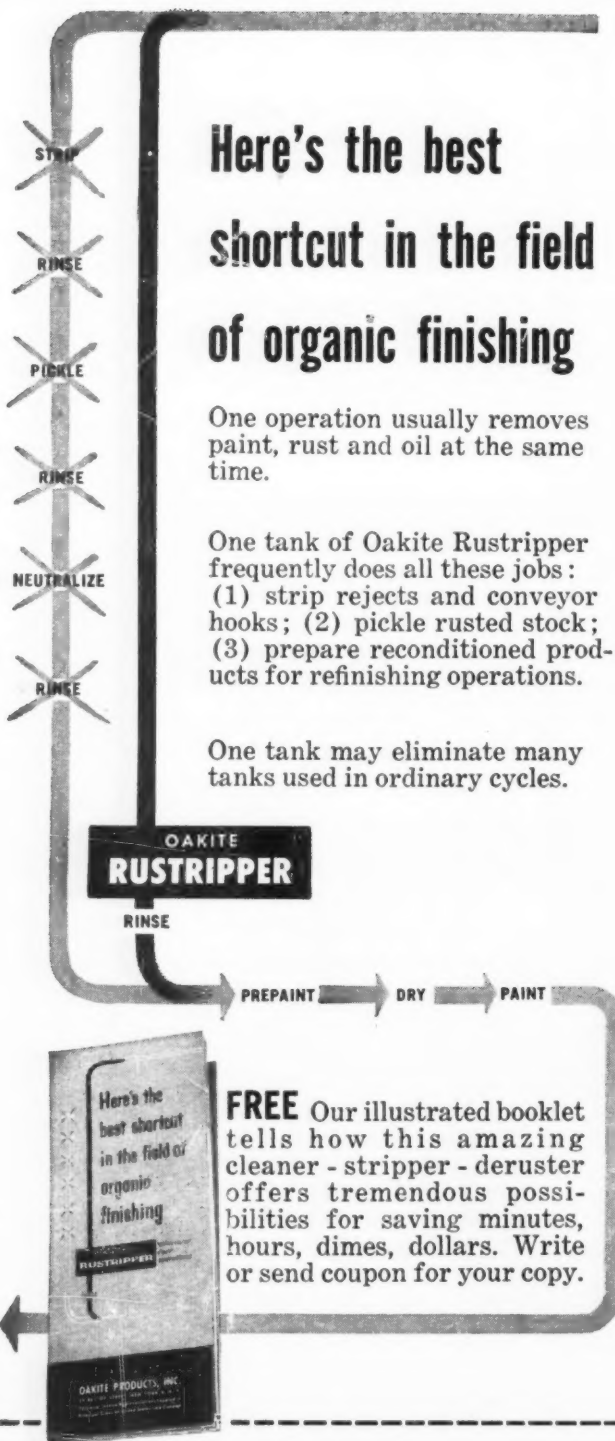 STRIP
RINSE
PICKLE
RINSE
NEUTRALIZE
RINSE
Here's the best
shortcut in the field
of organic finishing
One operation usually removes
paint, rust and oil at the same
time.
One tank of Oakite Rustripper
frequently does all these jobs:
(1) strip rejects and conveyor
hooks; (2) pickle rusted stock;
(3) prepare reconditioned prod-
ucts for refinishing operations.
One tank may eliminate many
tanks used in ordinary cycles.
OAKITE
RUSTRIPPER
RINSE
PREPAINT DRY PAINT
Here's the
best shortcut
in the field of
organic
finishing
RUSTRIPPER
OAKITE PRODUCTS, INC.
FREE Our illustrated booklet
tells how this amazing
cleaner - stripper - deruster
offers tremendous possi-
bilities for saving minutes,
hours, dimes, dollars. Write
or send coupon for your copy.